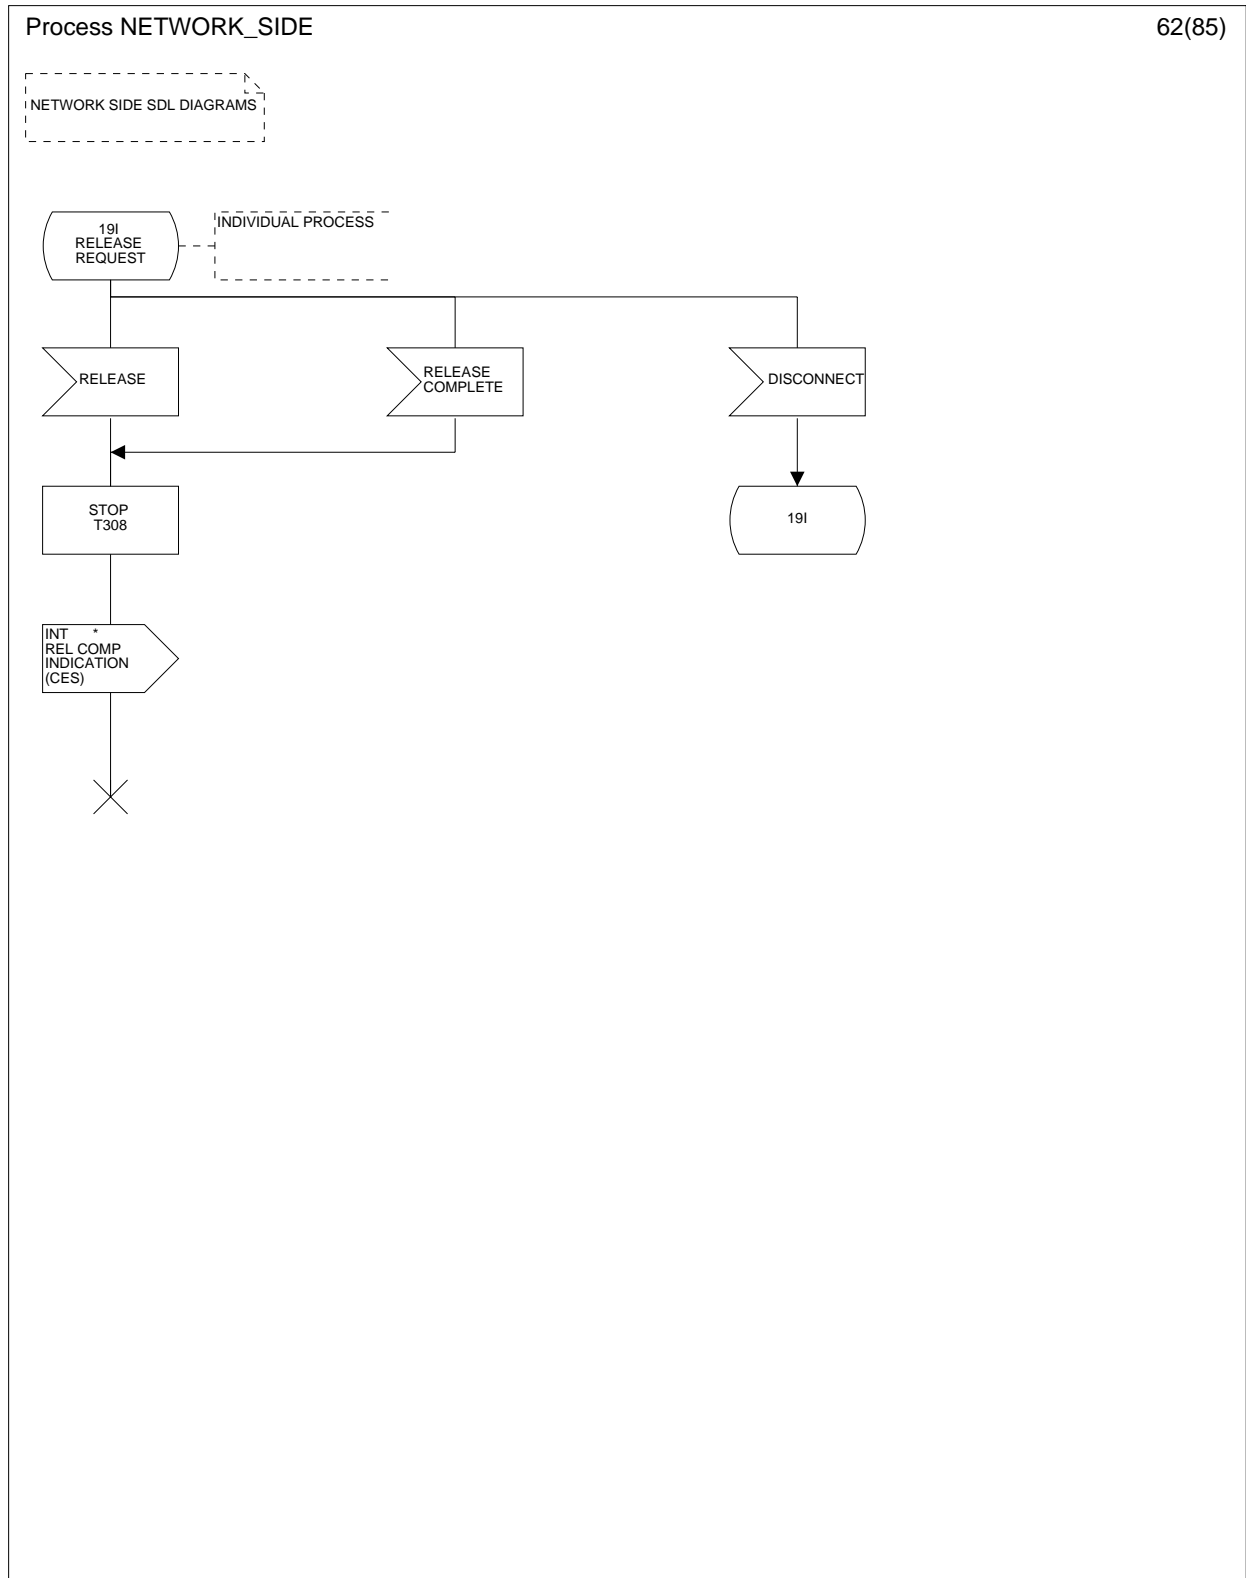 Process NETWORK_SIDE
62(85)
NETWORK SIDE SDL DIAGRAMS
19I
RELEASE
REQUEST
INDIVIDUAL PROCESS
RELEASE
RELEASE
COMPLETE
DISCONNECT
STOP
T308
19I
INT *
REL COMP
INDICATION
(CES)